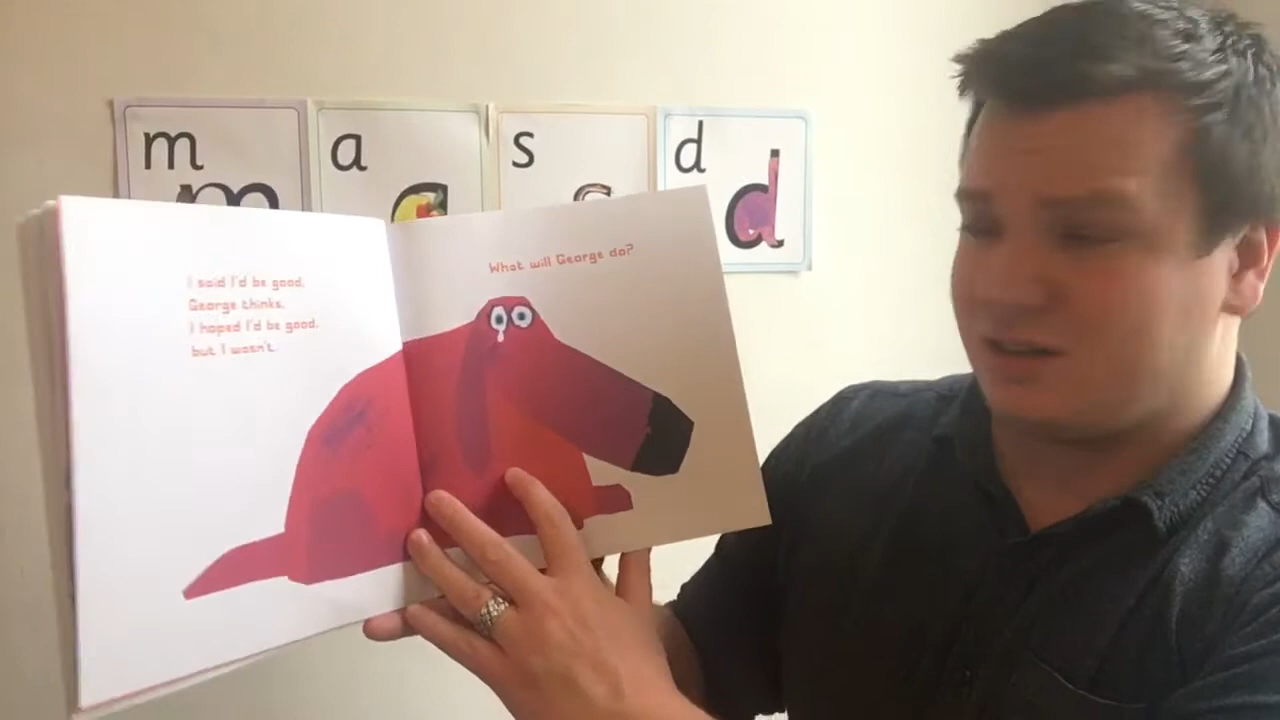 m
a
s
d
m
a
s
d
I said I'd be good,
George thinks.
I hoped I'd be good,
but I wasn't.
What will George do?